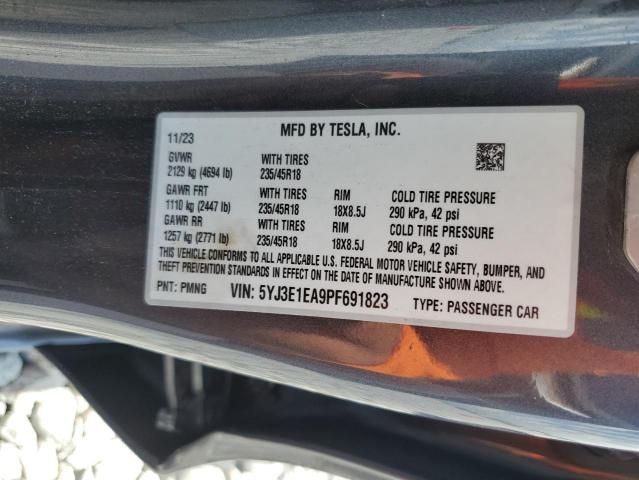 MFD BY TESLA, INC.
11/23
GVWR WITH TIRES
2129 kg (4694 lb) 235/45R18
GAWR FRT WITH TIRES RIM COLD TIRE PRESSURE
1110 kg (2447 lb) 235/45R18 18X8.5J 290 kPa, 42 psi
GAWR RR WITH TIRES RIM COLD TIRE PRESSURE
1257 kg (2771 lb) 235/45R18 18X8.5J 290 kPa, 42 psi
THIS VEHICLE CONFORMS TO ALL APPLICABLE U.S. FEDERAL MOTOR VEHICLE SAFETY, BUMPER, AND
THEFT PREVENTION STANDARDS IN EFFECT ON THE DATE OF MANUFACTURE SHOWN ABOVE.
PNT: PMNG VIN: 5YJ3E1EA9PF691823 TYPE: PASSENGER CAR